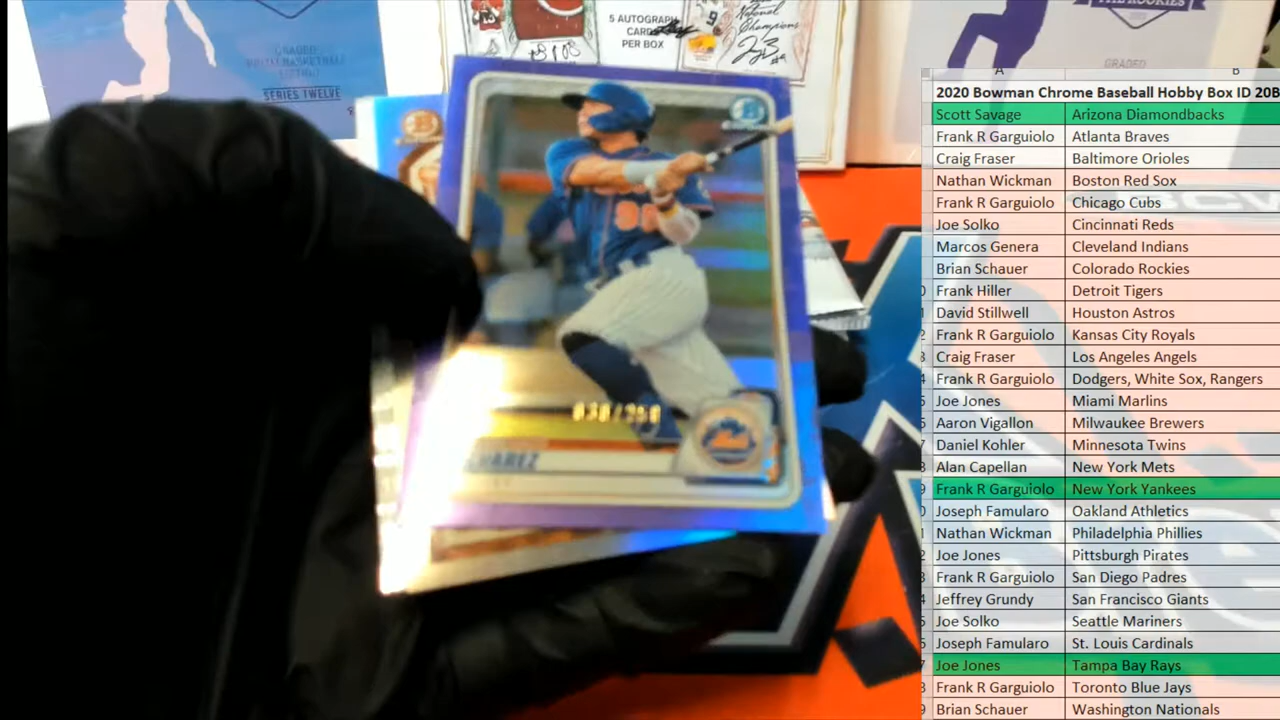 5 AUTOGRAPH
CARDS
PER BOX
National
Champions
THE ROOKIES
GRADED
GRADED
SERIES TWELVE
A
B
2020 Bowman Chrome Baseball Hobby Box ID 20B
Scott Savage Arizona Diamondbacks
Frank R Garguiolo Atlanta Braves
Craig Fraser Baltimore Orioles
Nathan Wickman Boston Red Sox
Frank R Garguiolo Chicago Cubs
Joe Solko Cincinnati Reds
Marcos Genera Cleveland Indians
Brian Schauer Colorado Rockies
Frank Hiller Detroit Tigers
David Stillwell Houston Astros
Frank R Garguiolo Kansas City Royals
Craig Fraser Los Angeles Angels
Frank R Garguiolo Dodgers, White Sox, Rangers
Joe Jones Miami Marlins
Aaron Vigallon Milwaukee Brewers
Daniel Kohler Minnesota Twins
Alan Capellan New York Mets
Frank R Garguiolo New York Yankees
Joseph Famularo Oakland Athletics
Nathan Wickman Philadelphia Phillies
Joe Jones Pittsburgh Pirates
Frank R Garguiolo San Diego Padres
Jeffrey Grundy San Francisco Giants
Joe Solko Seattle Mariners
Joseph Famularo St. Louis Cardinals
Joe Jones Tampa Bay Rays
Frank R Garguiolo Toronto Blue Jays
Brian Schauer Washington Nationals